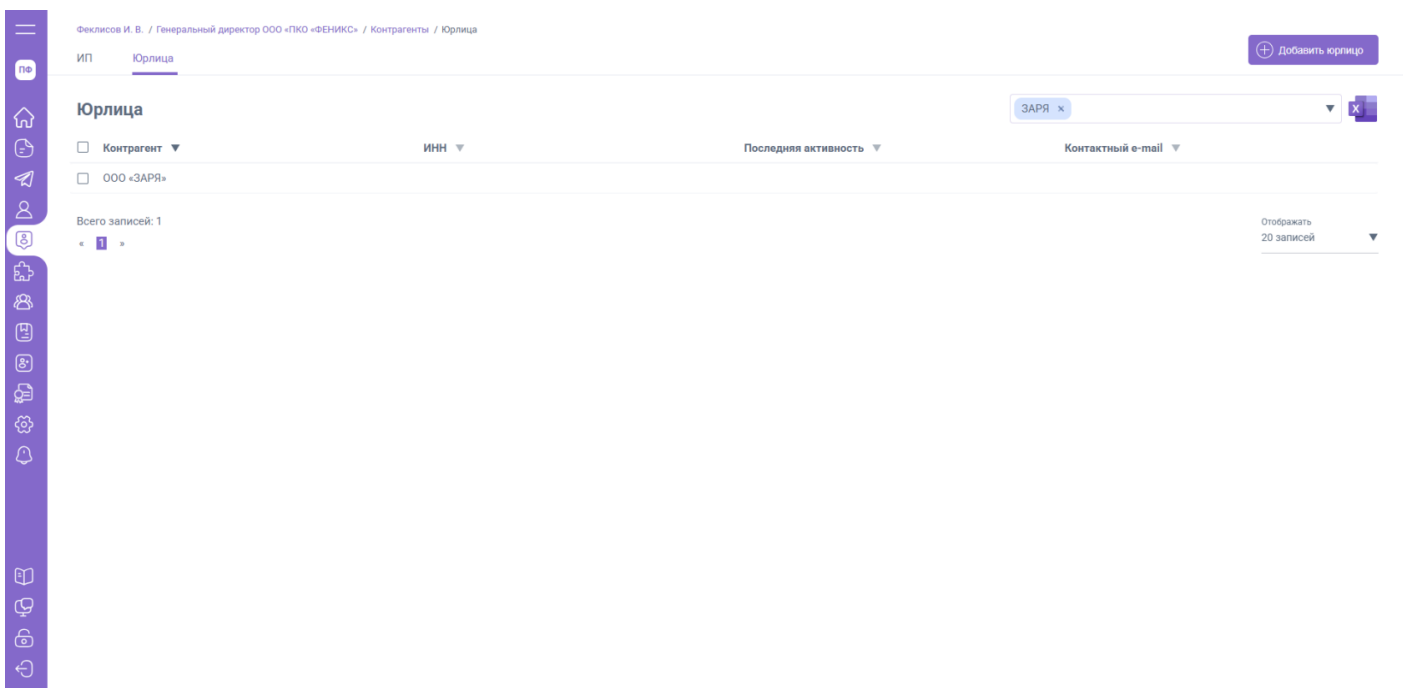 Феклисов И. В. / Генеральный директор ООО «ПКО «ФЕНИКС» / Контрагенты / Юрлица
ИП Юрлица
Добавить юрлицо
ПФ
Юрлица
ЗАРЯ ×
X
Контрагент ▼ ИНН ▼ Последняя активность ▼ Контактный e-mail ▼
ООО «ЗАРЯ»
Всего записей: 1
Отображать
« 1 »
20 записей ▼